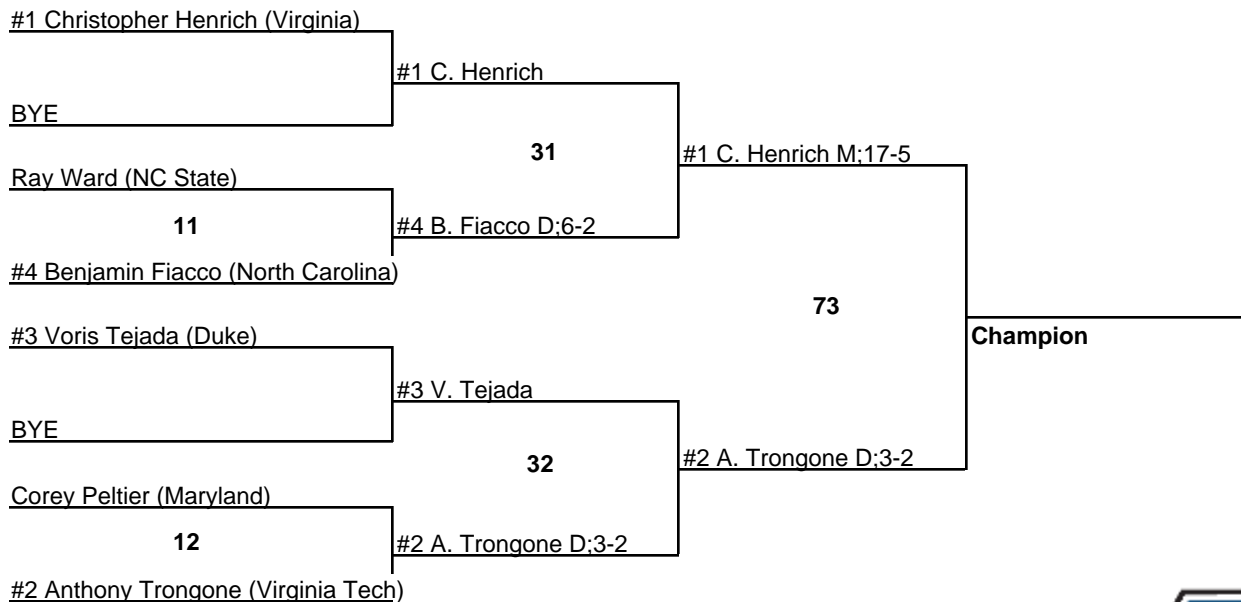 #1 Christopher Henrich (Virginia)
#1 C. Henrich
BYE
31
#1 C. Henrich M;17-5
Ray Ward (NC State)
11
#4 B. Fiacco D;6-2
#4 Benjamin Fiacco (North Carolina)
73
#3 Voris Tejada (Duke)
Champion
#3 V. Tejada
BYE
32
#2 A. Trongone D;3-2
Corey Peltier (Maryland)
12
#2 A. Trongone D;3-2
#2 Anthony Trongone (Virginia Tech)